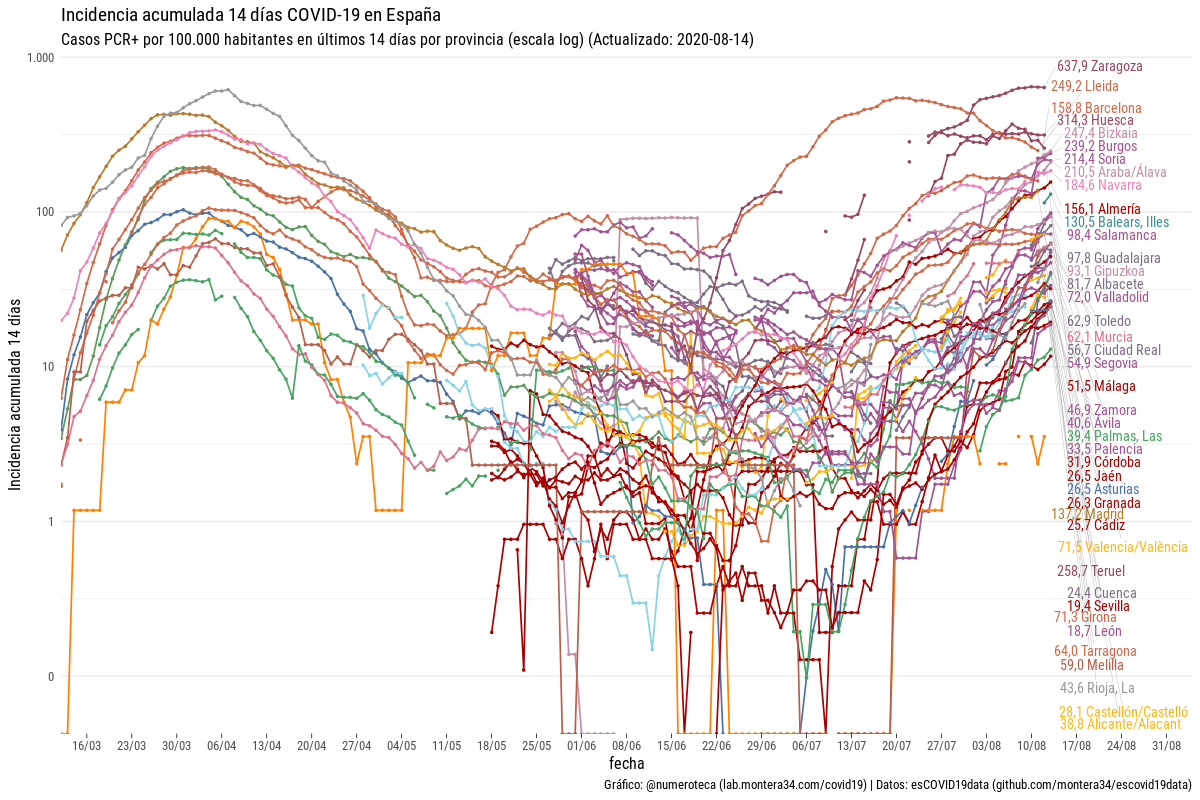 Incidencia acumulada 14 días COVID-19 en España
Casos PCR+ por 100.000 habitantes en últimos 14 días por provincia (escala log) (Actualizado: 2020-08-14)
Incidencia acumulada 14 días
1.000
100
10
1
0
637,9 Zaragoza
249,2 Lleida
158,8 Barcelona
314,3 Huesca
247,4 Bizkaia
239,2 Burgos
214,4 Soria
210,5 Araba/Álava
184,6 Navarra
156,1 Almería
130,5 Balears, Illes
98,4 Salamanca
97,8 Guadalajara
93,1 Gipuzkoa
81,7 Albacete
72,0 Valladolid
62,9 Toledo
62,1 Murcia
56,7 Ciudad Real
54,9 Segovia
51,5 Málaga
46,9 Zamora
40,6 Ávila
39,4 Palmas, Las
33,5 Palencia
31,9 Córdoba
26,5 Jaén
26,5 Asturias
26,3 Granada
Madrid
25,7 Cádiz
71,5 Valencia/València
258,7 Teruel
24,4 Cuenca
19,4 Sevilla
71,3 Girona
18,7 León
64,0 Tarragona
59,0 Melilla
43,6 Rioja, La
28,1 Castellón/Castelló
38,8 Alicante/Alacant
16/03 23/03 30/03 06/04 13/04 20/04 27/04 04/05 11/05 18/05 25/05 01/06 08/06 15/06 22/06 29/06 06/07 13/07 20/07 27/07 03/08 10/08 17/08 24/08 31/08
fecha
Gráfico: @numeroteca (lab.montera34.com/covid19) | Datos: esCOVID19data (github.com/montera34/escovid19data)